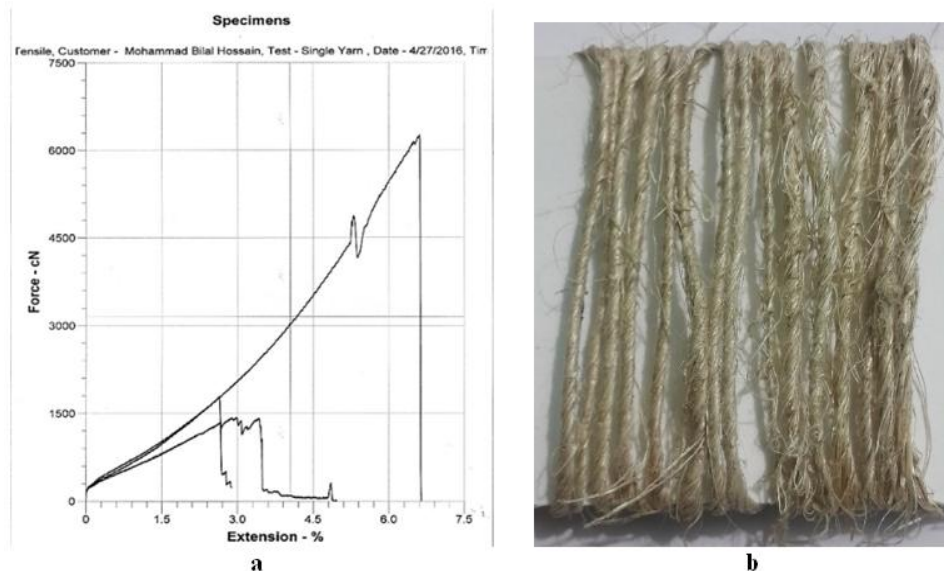 Specimens
Tensile, Customer - Mohammad Bilal Hossain, Test - Single Yarn , Date - 4/27/2016, Tim
7500
6000
4500
3000
1500
0
Force - cN
0 1.5 3.0 4.5 6.0 7.5
Extension - %
a
b